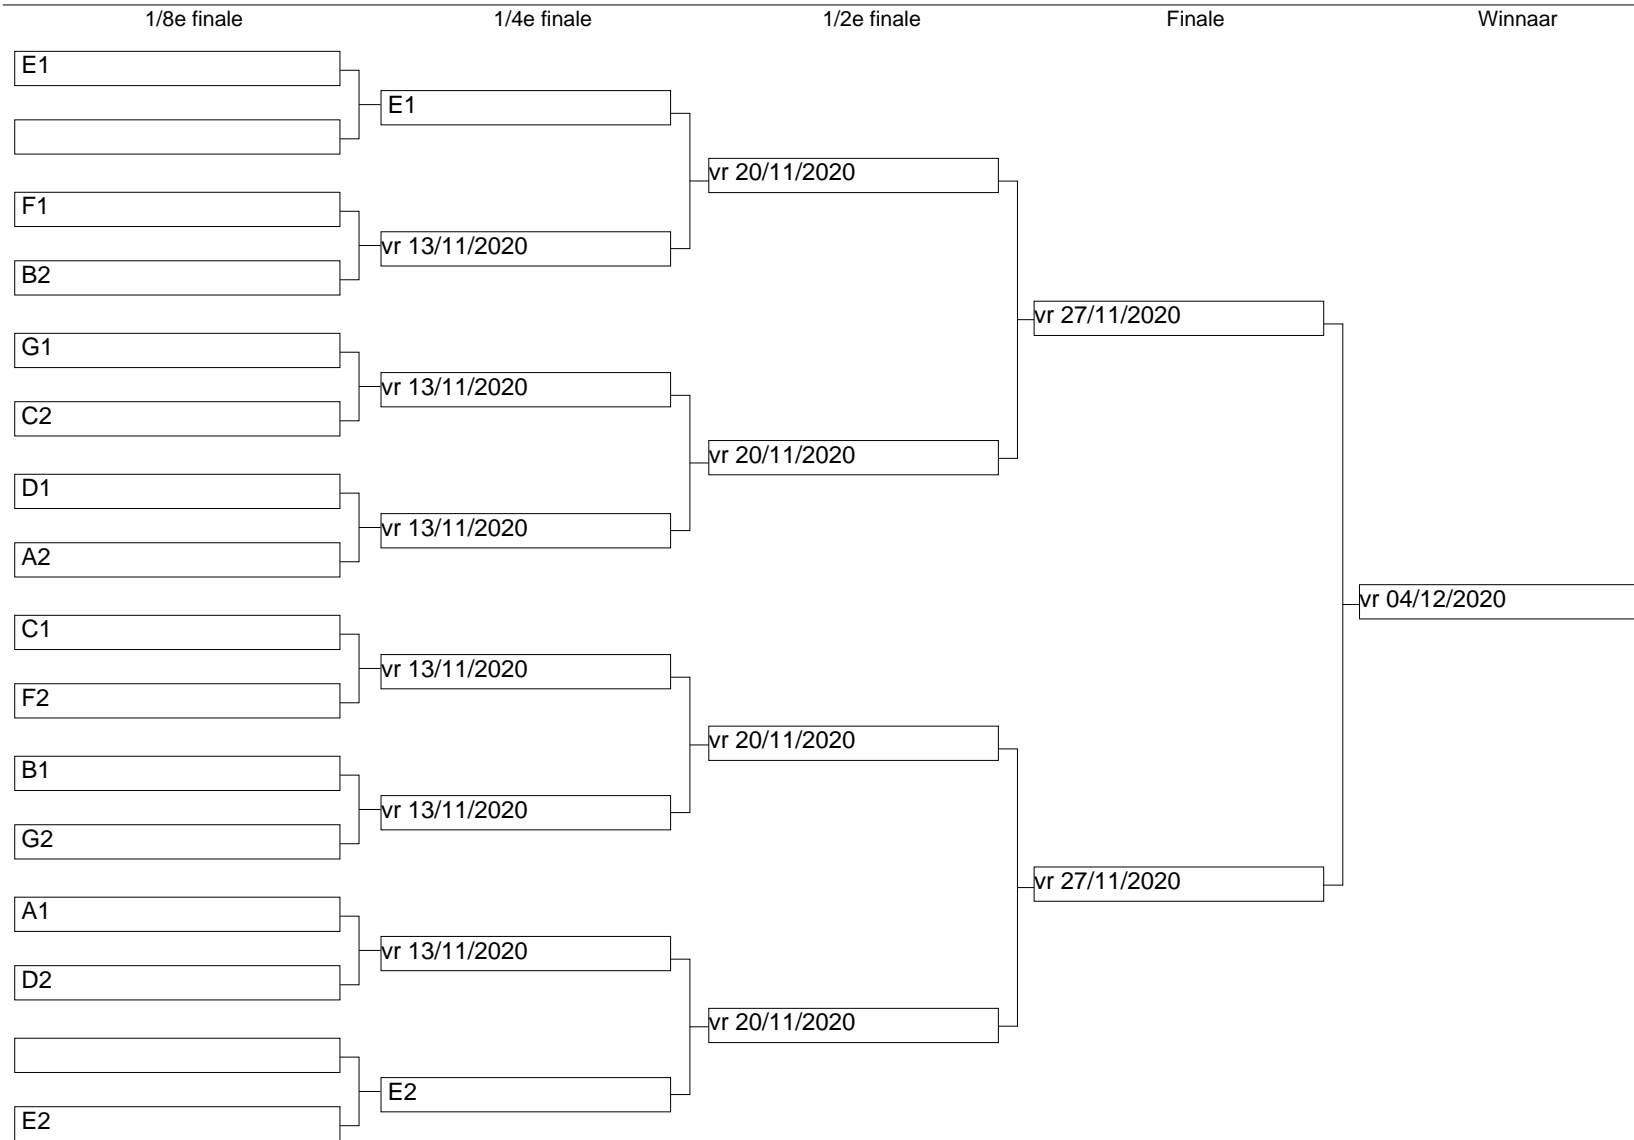 1/8e finale
1/4e finale
1/2e finale
Finale
Winnaar
E1
E1
vr 20/11/2020
F1
vr 13/11/2020
B2
vr 27/11/2020
G1
vr 13/11/2020
C2
vr 20/11/2020
D1
vr 13/11/2020
A2
vr 04/12/2020
C1
vr 13/11/2020
F2
vr 20/11/2020
B1
vr 13/11/2020
G2
vr 27/11/2020
A1
vr 13/11/2020
D2
vr 20/11/2020
E2
E2